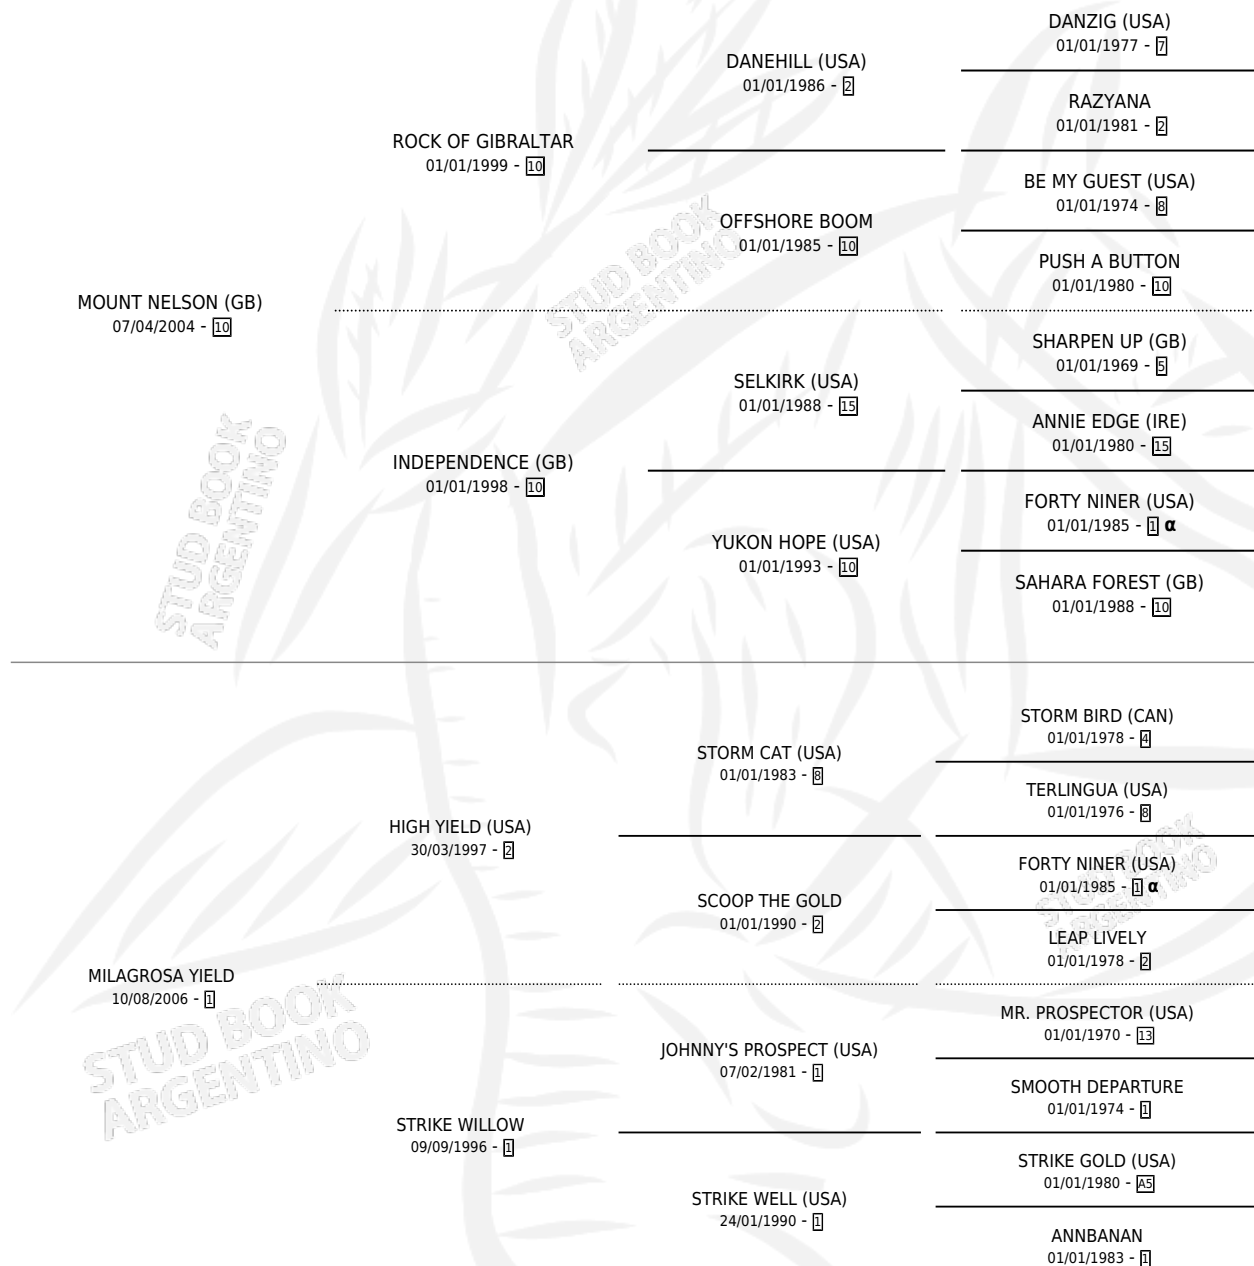 DANZIG (USA)
01/01/1977 - 7
DANEHILL (USA)
01/01/1986 - 2
RAZYANA
01/01/1981 - 2
ROCK OF GIBRALTAR
01/01/1999 - 10
BE MY GUEST (USA)
01/01/1974 - 8
OFFSHORE BOOM
01/01/1985 - 10
PUSH A BUTTON
01/01/1980 - 10
MOUNT NELSON (GB)
07/04/2004 - 10
STUD BOOK
ARGENTINO
SHARPEN UP (GB)
01/01/1969 - 5
SELKIRK (USA)
01/01/1988 - 15
ANNIE EDGE (IRE)
01/01/1980 - 15
INDEPENDENCE (GB)
01/01/1998 - 10
STUD BOOK
ARGENTINO
FORTY NINER (USA)
01/01/1985 - 1 α
YUKON HOPE (USA)
01/01/1993 - 10
SAHARA FOREST (GB)
01/01/1988 - 10
STORM BIRD (CAN)
01/01/1978 - 4
STORM CAT (USA)
01/01/1983 - 8
TERLINGUA (USA)
01/01/1976 - 8
HIGH YIELD (USA)
30/03/1997 - 2
FORTY NINER (USA)
01/01/1985 - 1 α
STUD BOOK
ARGENTINO
SCOOP THE GOLD
01/01/1990 - 2
LEAP LIVELY
01/01/1978 - 2
MILAGROSA YIELD
10/08/2006 - 1
STUD BOOK
ARGENTINO
MR. PROSPECTOR (USA)
01/01/1970 - 13
JOHNNY'S PROSPECT (USA)
07/02/1981 - 1
SMOOTH DEPARTURE
01/01/1974 - 1
STRIKE WILLOW
09/09/1996 - 1
STRIKE GOLD (USA)
01/01/1980 - A5
STRIKE WELL (USA)
24/01/1990 - 1
ANNBANAN
01/01/1983 - 1